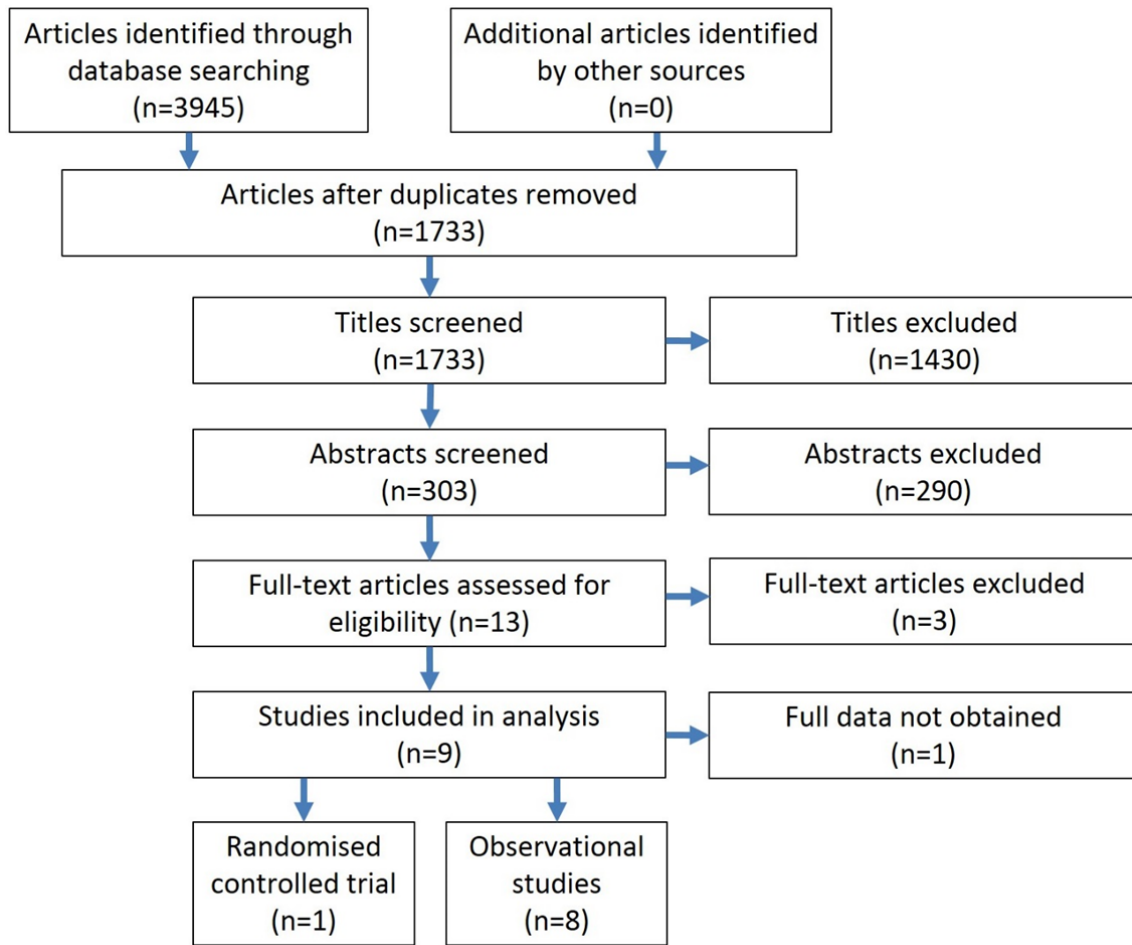 Articles identified through
database searching
(n=3945)
Additional articles identified
by other sources
(n=0)
Articles after duplicates removed
(n=1733)
Titles screened
(n=1733)
Titles excluded
(n=1430)
Abstracts screened
(n=303)
Abstracts excluded
(n=290)
Full-text articles assessed for
eligibility (n=13)
Full-text articles excluded
(n=3)
Studies included in analysis
(n=9)
Full data not obtained
(n=1)
Randomised
controlled trial
(n=1)
Observational
studies
(n=8)